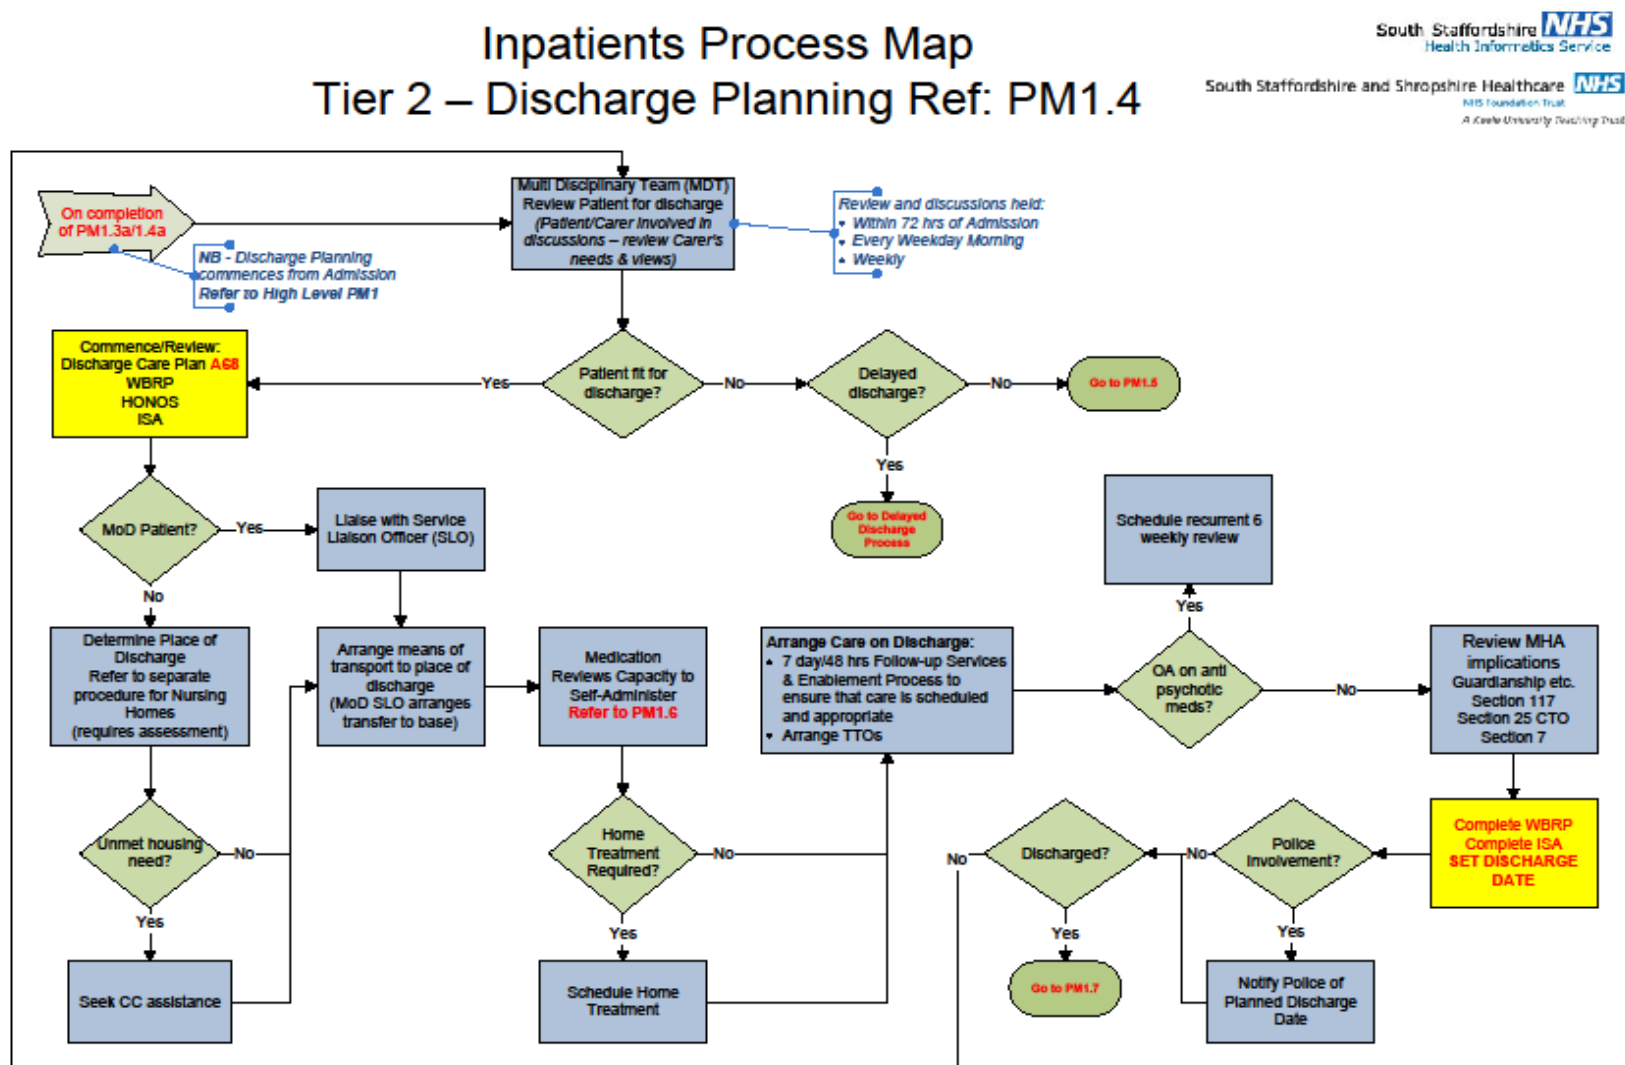 Inpatients Process Map
Tier 2 – Discharge Planning Ref: PM1.4
South Staffordshire NHS
Health Informatics Service
South Staffordshire and Shropshire Healthcare NHS
NHS Foundation Trust
A Keele University Teaching Trust
On completion
of PM1.3a/1.4a
NB - Discharge Planning
commences from Admission
Refer to High Level PM1
Multi Disciplinary Team (MDT)
Review Patient for discharge
(Patient/Carer involved in
discussions – review Carer's
needs & views)
Review and discussions held:
• Within 72 hrs of Admission
• Every Weekday Morning
• Weekly
Commence/Review:
Discharge Care Plan A68
WBRP
HONOS
ISA
Yes
Patient fit for
discharge?
No
Delayed
discharge?
No
Go to PM1.5
Yes
Go to Delayed
Discharge
Process
MoD Patient?
Yes
Liaise with Service
Liaison Officer (SLO)
No
Schedule recurrent 6
weekly review
Yes
Determine Place of
Discharge
Refer to separate
procedure for Nursing
Homes
(requires assessment)
Arrange means of
transport to place of
discharge
(MoD SLO arranges
transfer to base)
Medication
Reviews Capacity to
Self-Administer
Refer to PM1.6
Arrange Care on Discharge:
• 7 day/48 hrs Follow-up Services
& Enablement Process to
ensure that care is scheduled
and appropriate
• Arrange TTOs
OA on anti
psychotic
meds?
No
Review MHA
implications
Guardianship etc.
Section 117
Section 25 CTO
Section 7
Unmet housing
need?
No
Yes
Seek CC assistance
Home
Treatment
Required?
No
Yes
Schedule Home
Treatment
No
Discharged?
Yes
Go to PM1.7
No
Police
Involvement?
Yes
Notify Police of
Planned Discharge
Date
Complete WBRP
Complete ISA
SET DISCHARGE
DATE